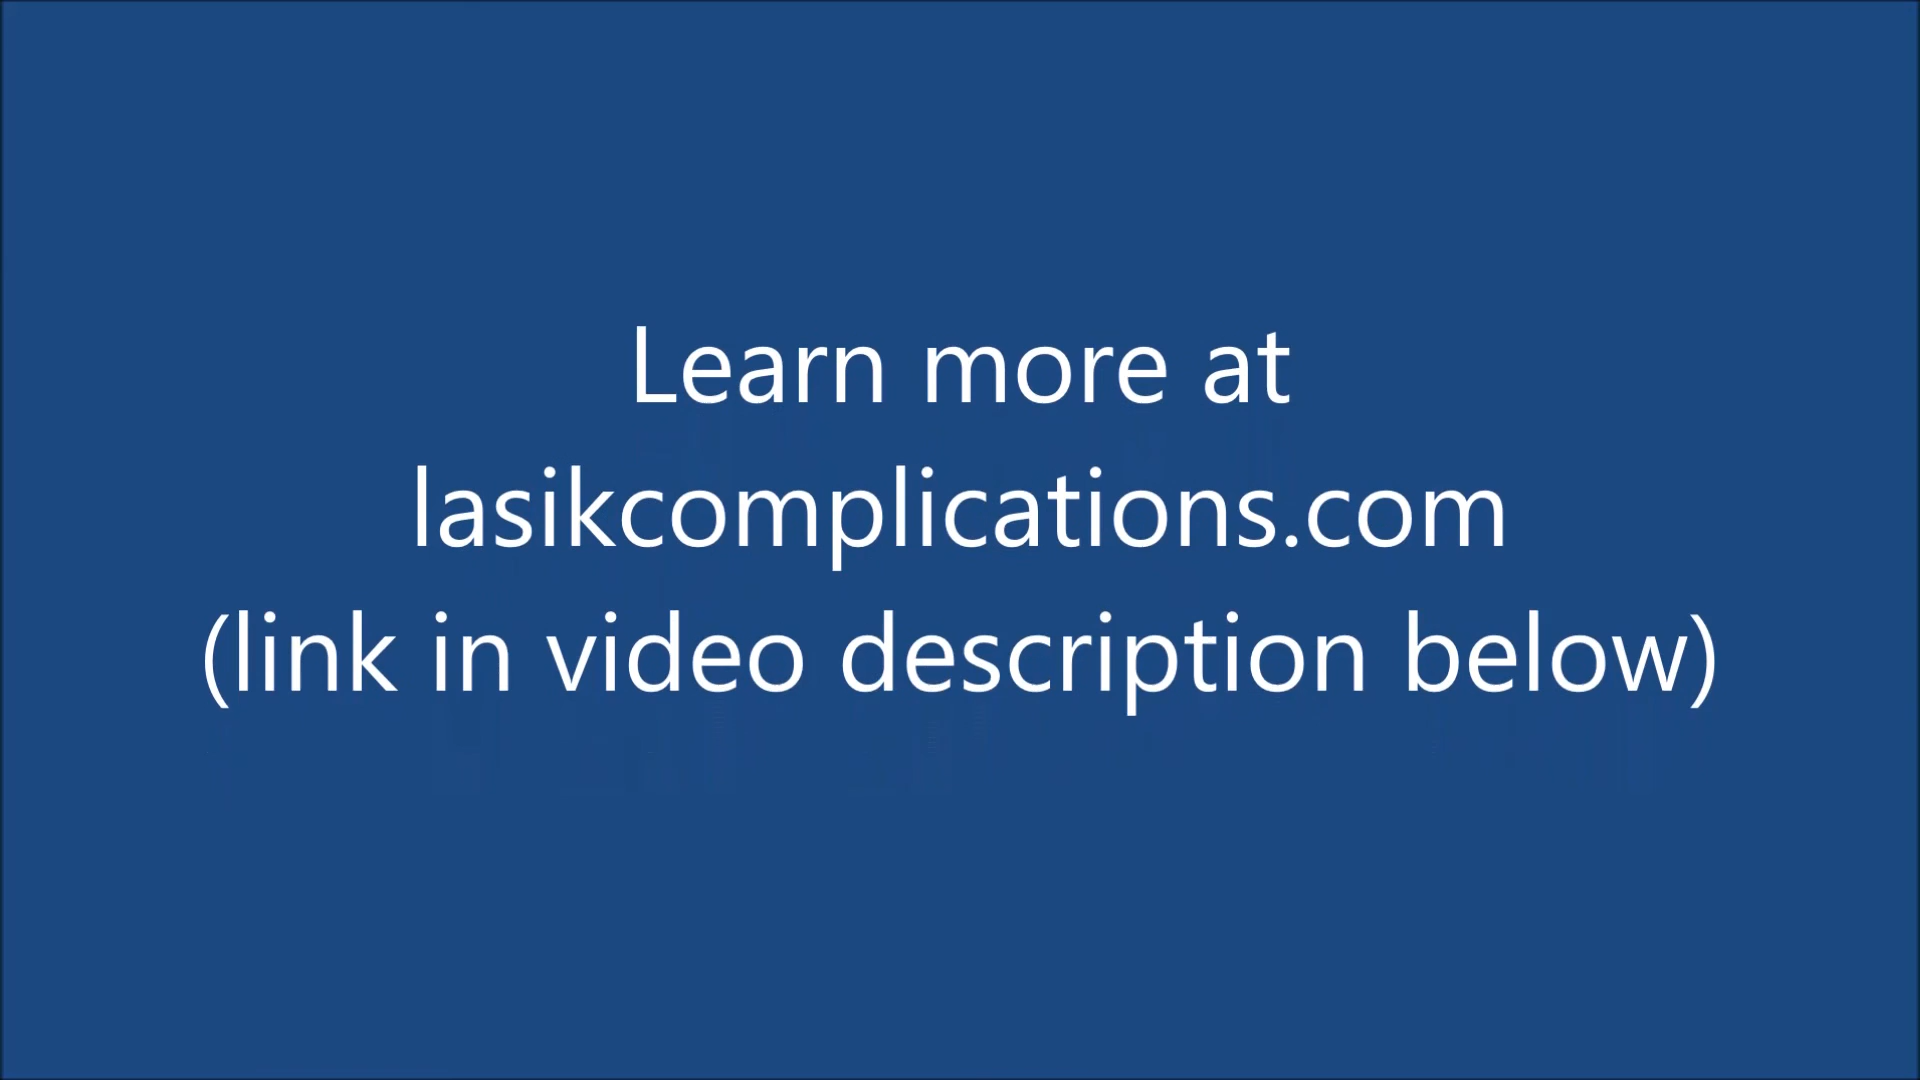 Learn more at
lasikcomplications.com
(link in video description below)